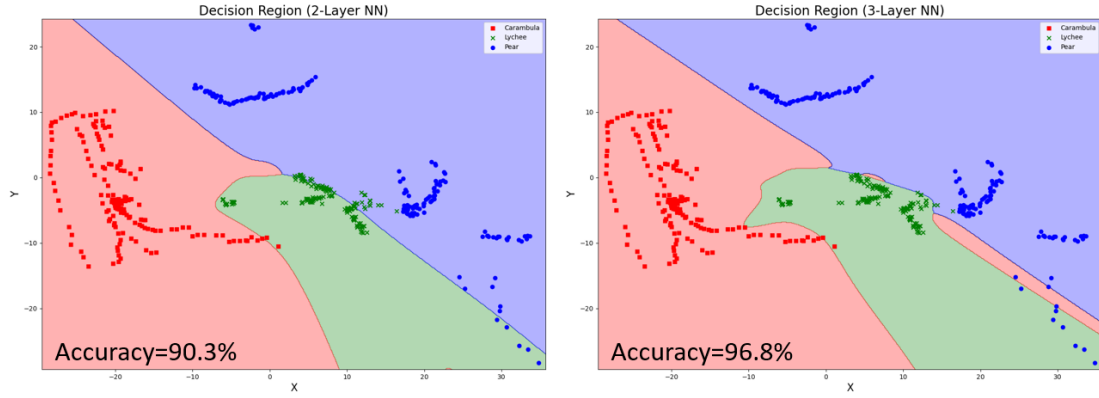 Decision Region (2-Layer NN)
Carambula
Lychee
Pear
20
10
0
−10
−20
Y
Accuracy=90.3%
−20
−10
0
10
20
30
X
Decision Region (3-Layer NN)
Carambula
Lychee
Pear
20
10
0
−10
−20
Y
Accuracy=96.8%
−20
−10
0
10
20
30
X